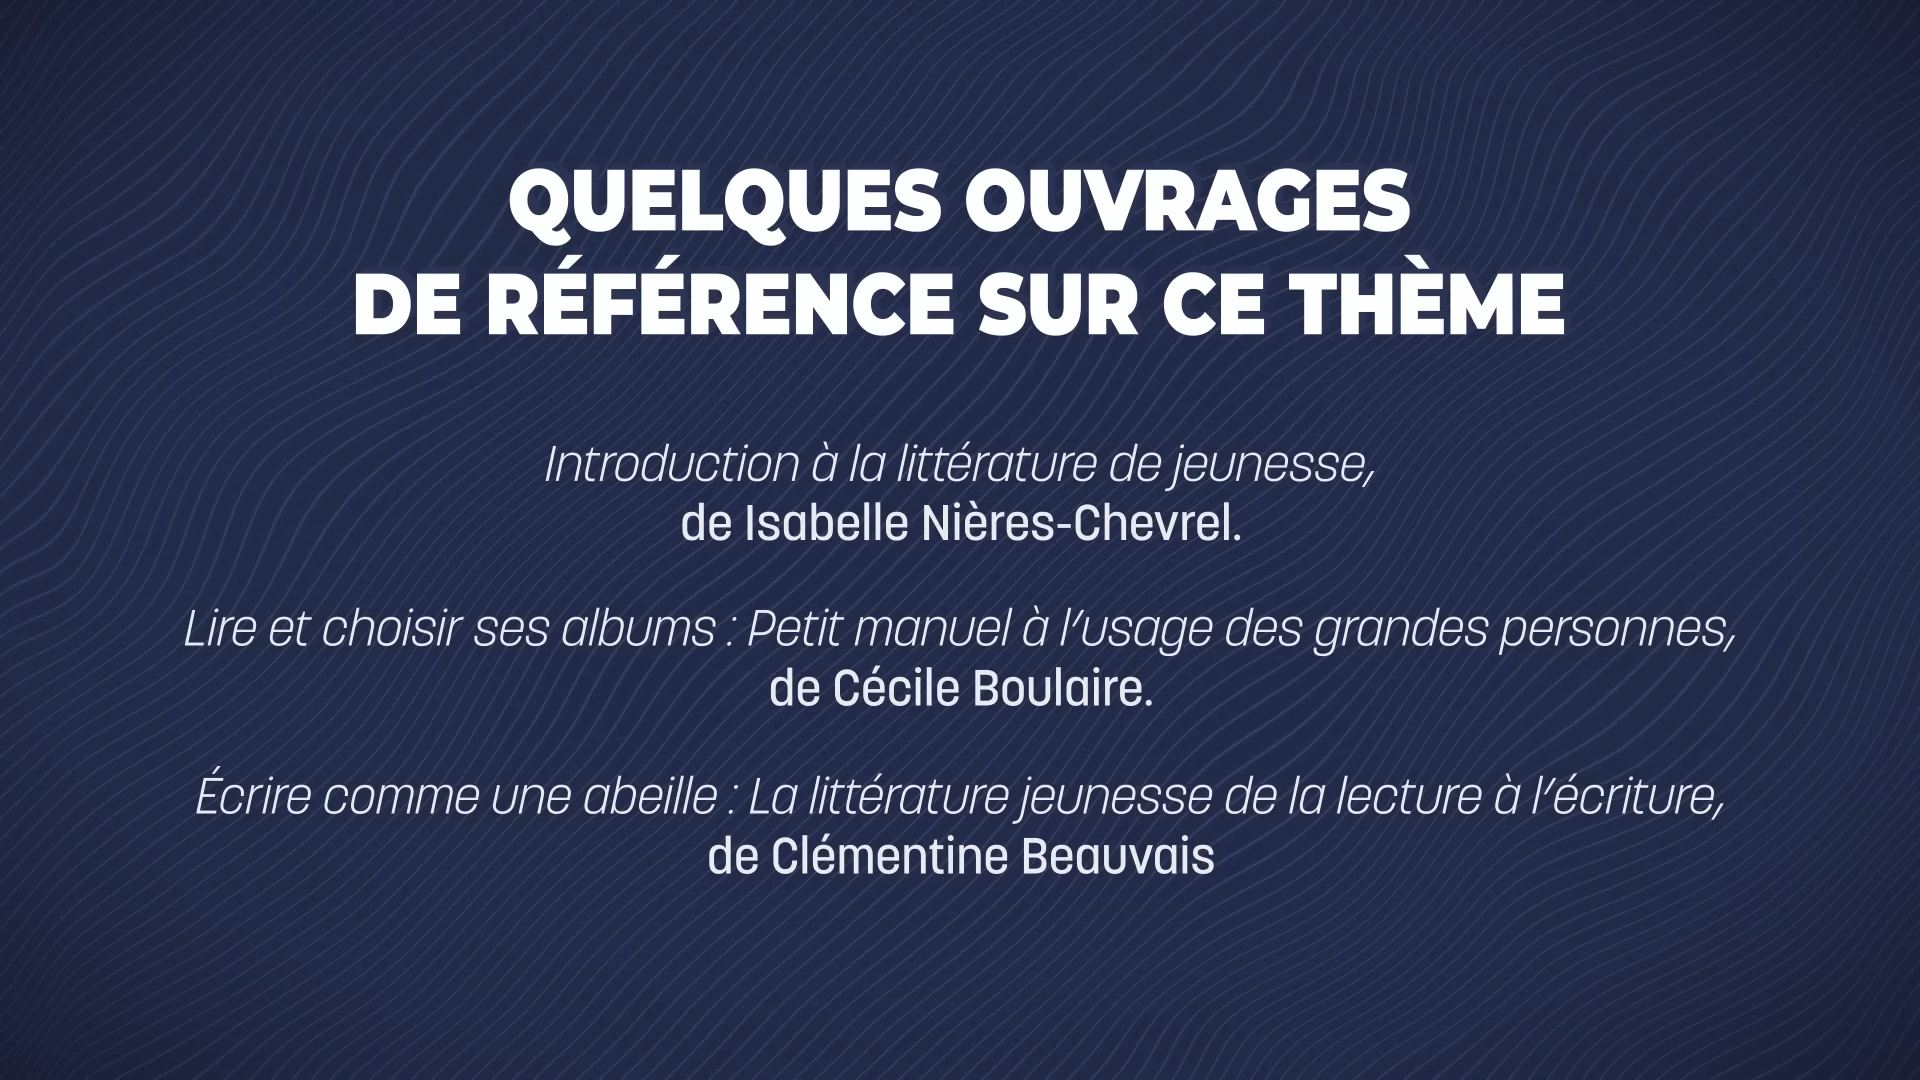 QUELQUES OUVRAGES
DE RÉFÉRENCE SUR CE THÈME
Introduction à la littérature de jeunesse,
de Isabelle Nières-Chevrel.
Lire et choisir ses albums : Petit manuel à l’usage des grandes personnes,
de Cécile Boulaire.
Écrire comme une abeille : La littérature jeunesse de la lecture à l’écriture,
de Clémentine Beauvais